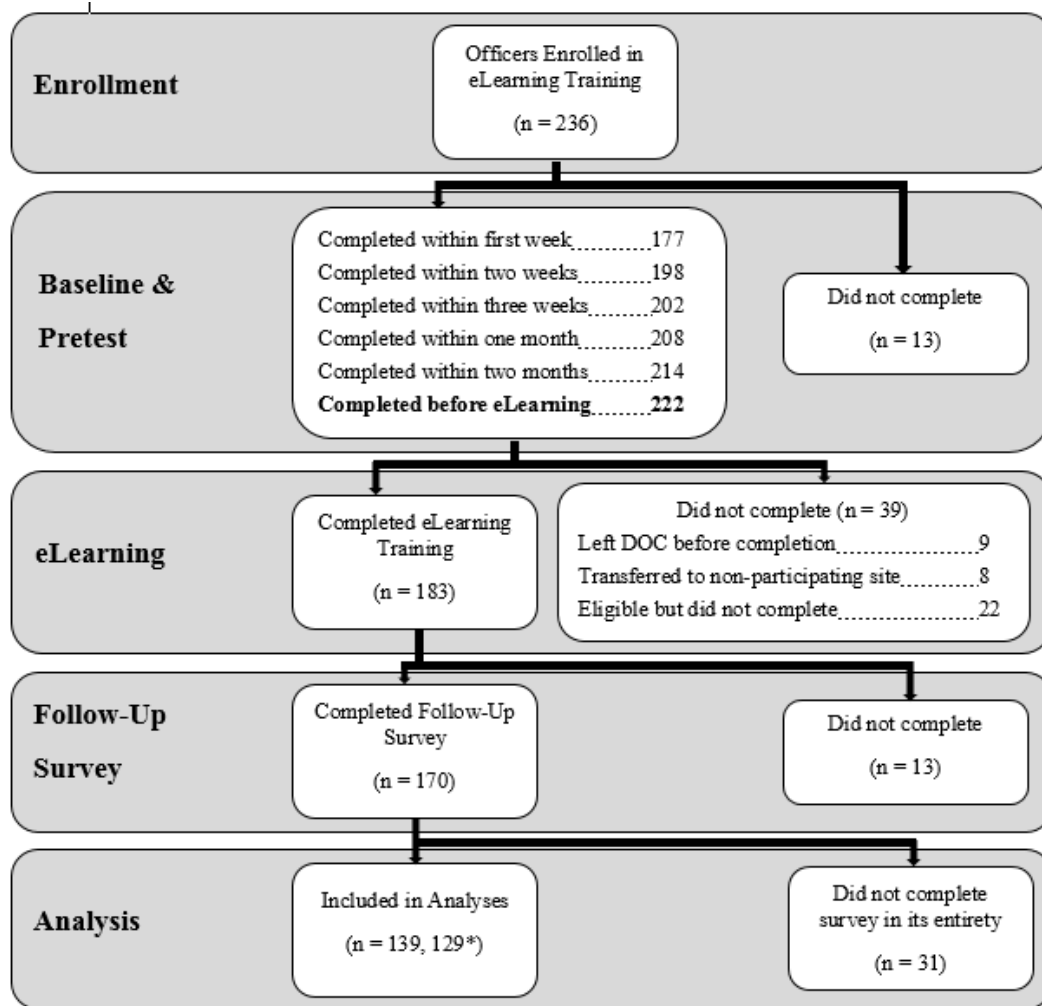 Enrollment
Officers Enrolled in
eLearning Training
(n = 236)
Baseline &
Pretest
Completed within first week 177
Completed within two weeks 198
Completed within three weeks 202
Completed within one month 208
Completed within two months 214
Completed before eLearning 222
Did not complete
(n = 13)
eLearning
Completed eLearning
Training
(n = 183)
Did not complete (n = 39)
Left DOC before completion 9
Transferred to non-participating site 8
Eligible but did not complete 22
Follow-Up
Survey
Completed Follow-Up
Survey
(n = 170)
Did not complete
(n = 13)
Analysis
Included in Analyses
(n = 139, 129*)
Did not complete
survey in its entirety
(n = 31)